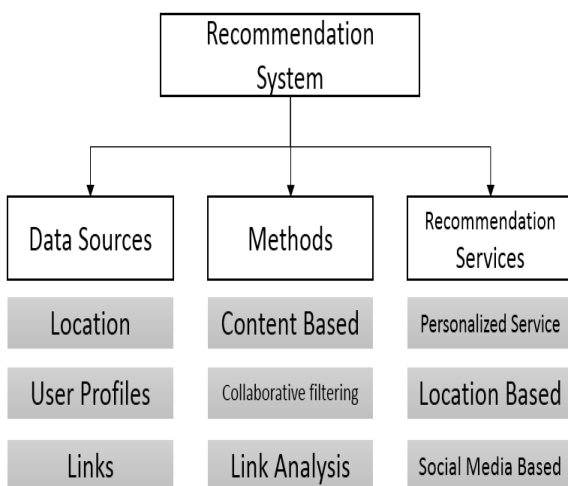 Recommendation
System
Data Sources
Methods
Recommendation
Services
Location
Content Based
Personalized Service
User Profiles
Collaborative filtering
Location Based
Links
Link Analysis
Social Media Based